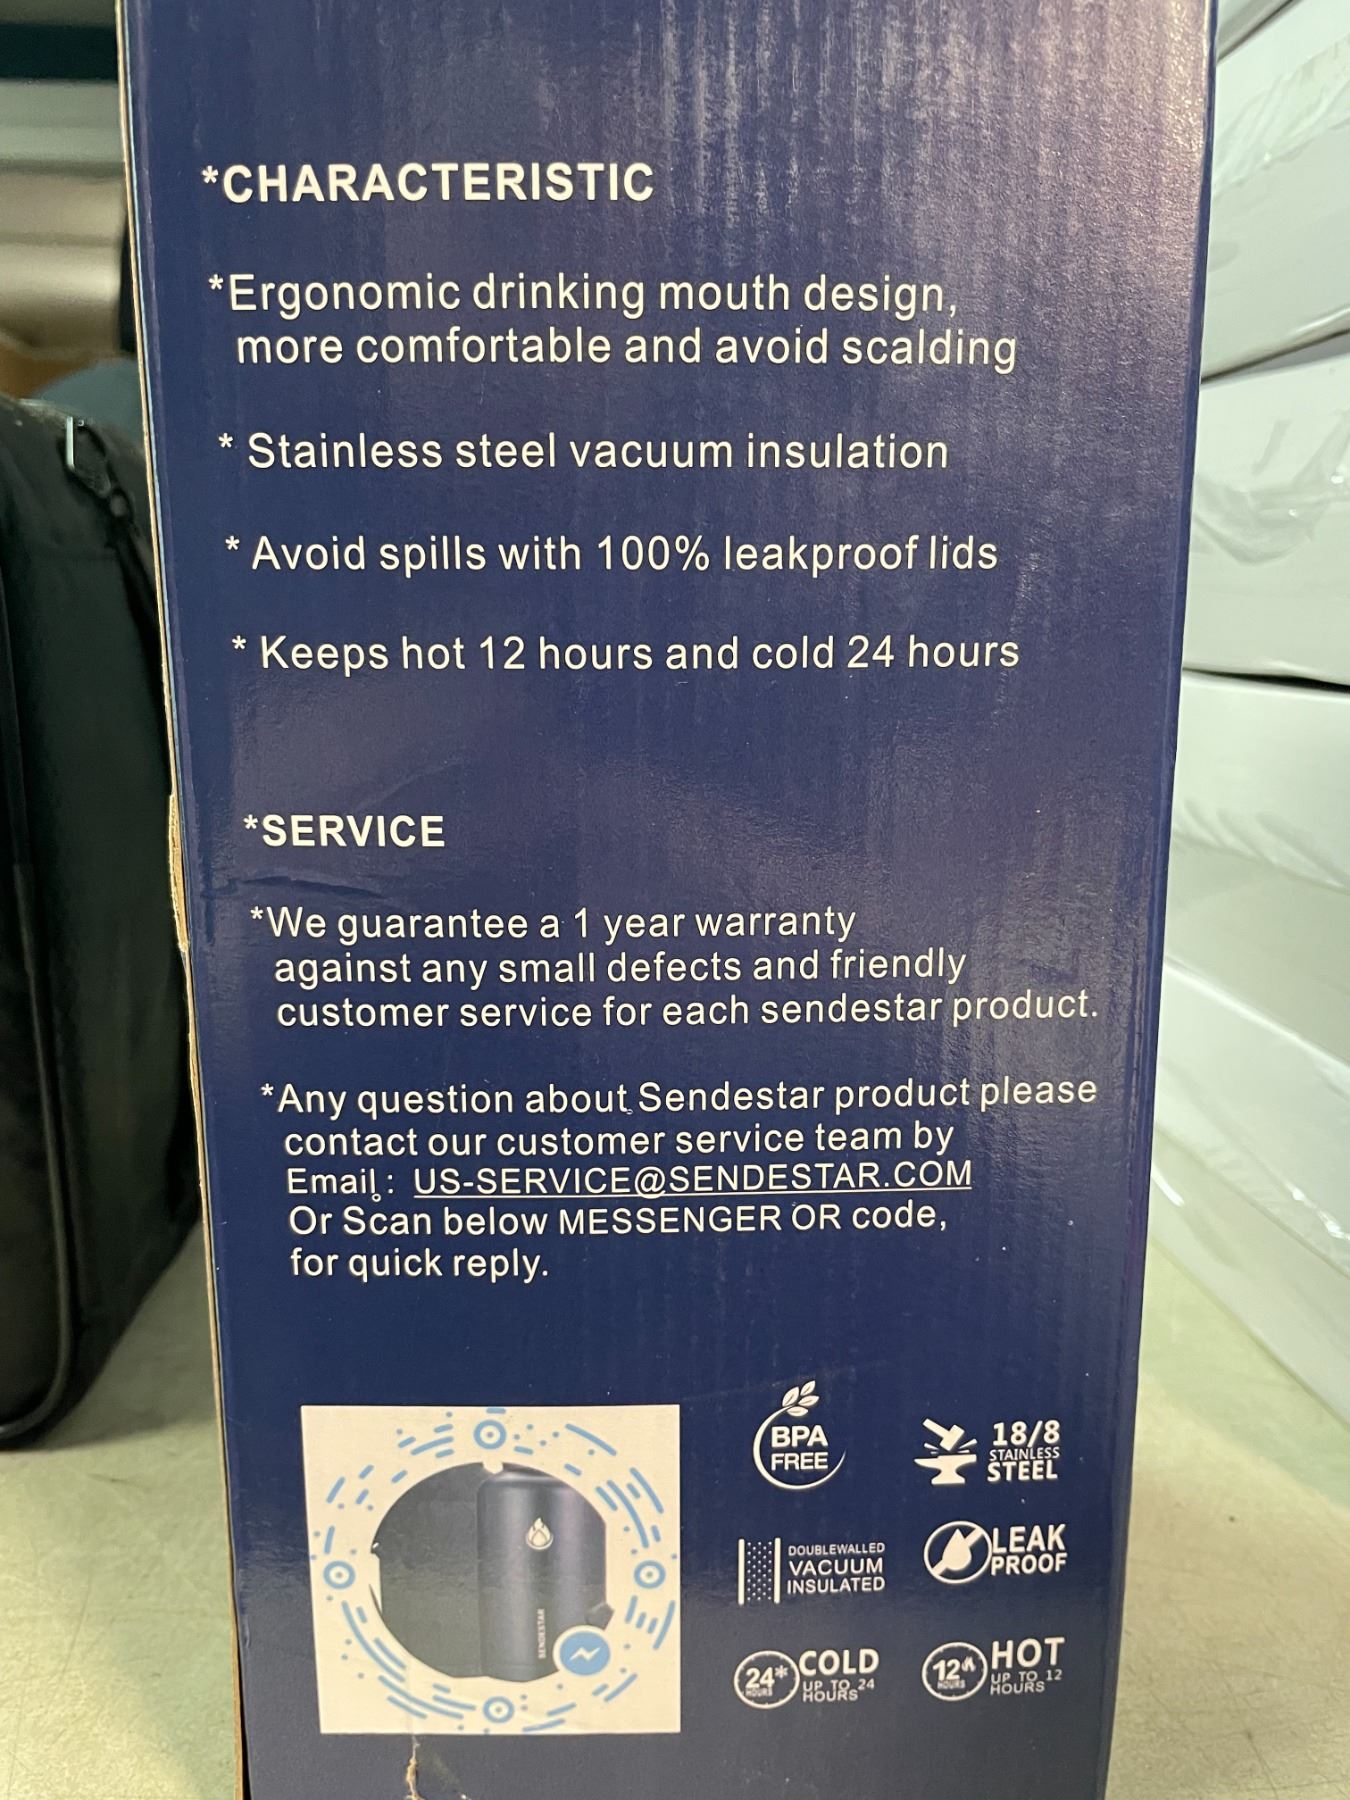 *CHARACTERISTIC
*Ergonomic drinking mouth design,
more comfortable and avoid scalding
* Stainless steel vacuum insulation
* Avoid spills with 100% leakproof lids
* Keeps hot 12 hours and cold 24 hours
*SERVICE
*We guarantee a 1 year warranty
against any small defects and friendly
customer service for each sendestar product.
*Any question about Sendestar product please
contact our customer service team by
Email: US-SERVICE@SENDESTAR.COM
Or Scan below MESSENGER OR code,
for quick reply.
BPA
FREE
18/8
STAINLESS
STEEL
DOUBLEWALLED
VACUUM
INSULATED
LEAK
PROOF
24*
HOURS
COLD
UP TO 24
HOURS
12
HOURS
HOT
UP TO 12
HOURS
SENDESTAR